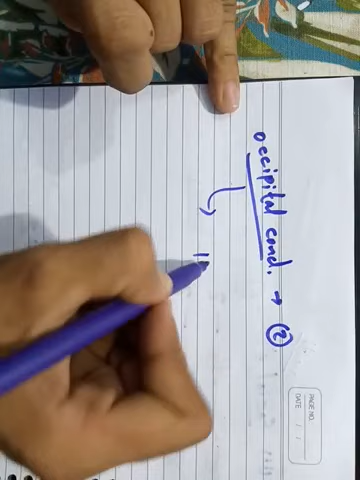 PAGE NO.
DATE / /
occipital cond. → ②